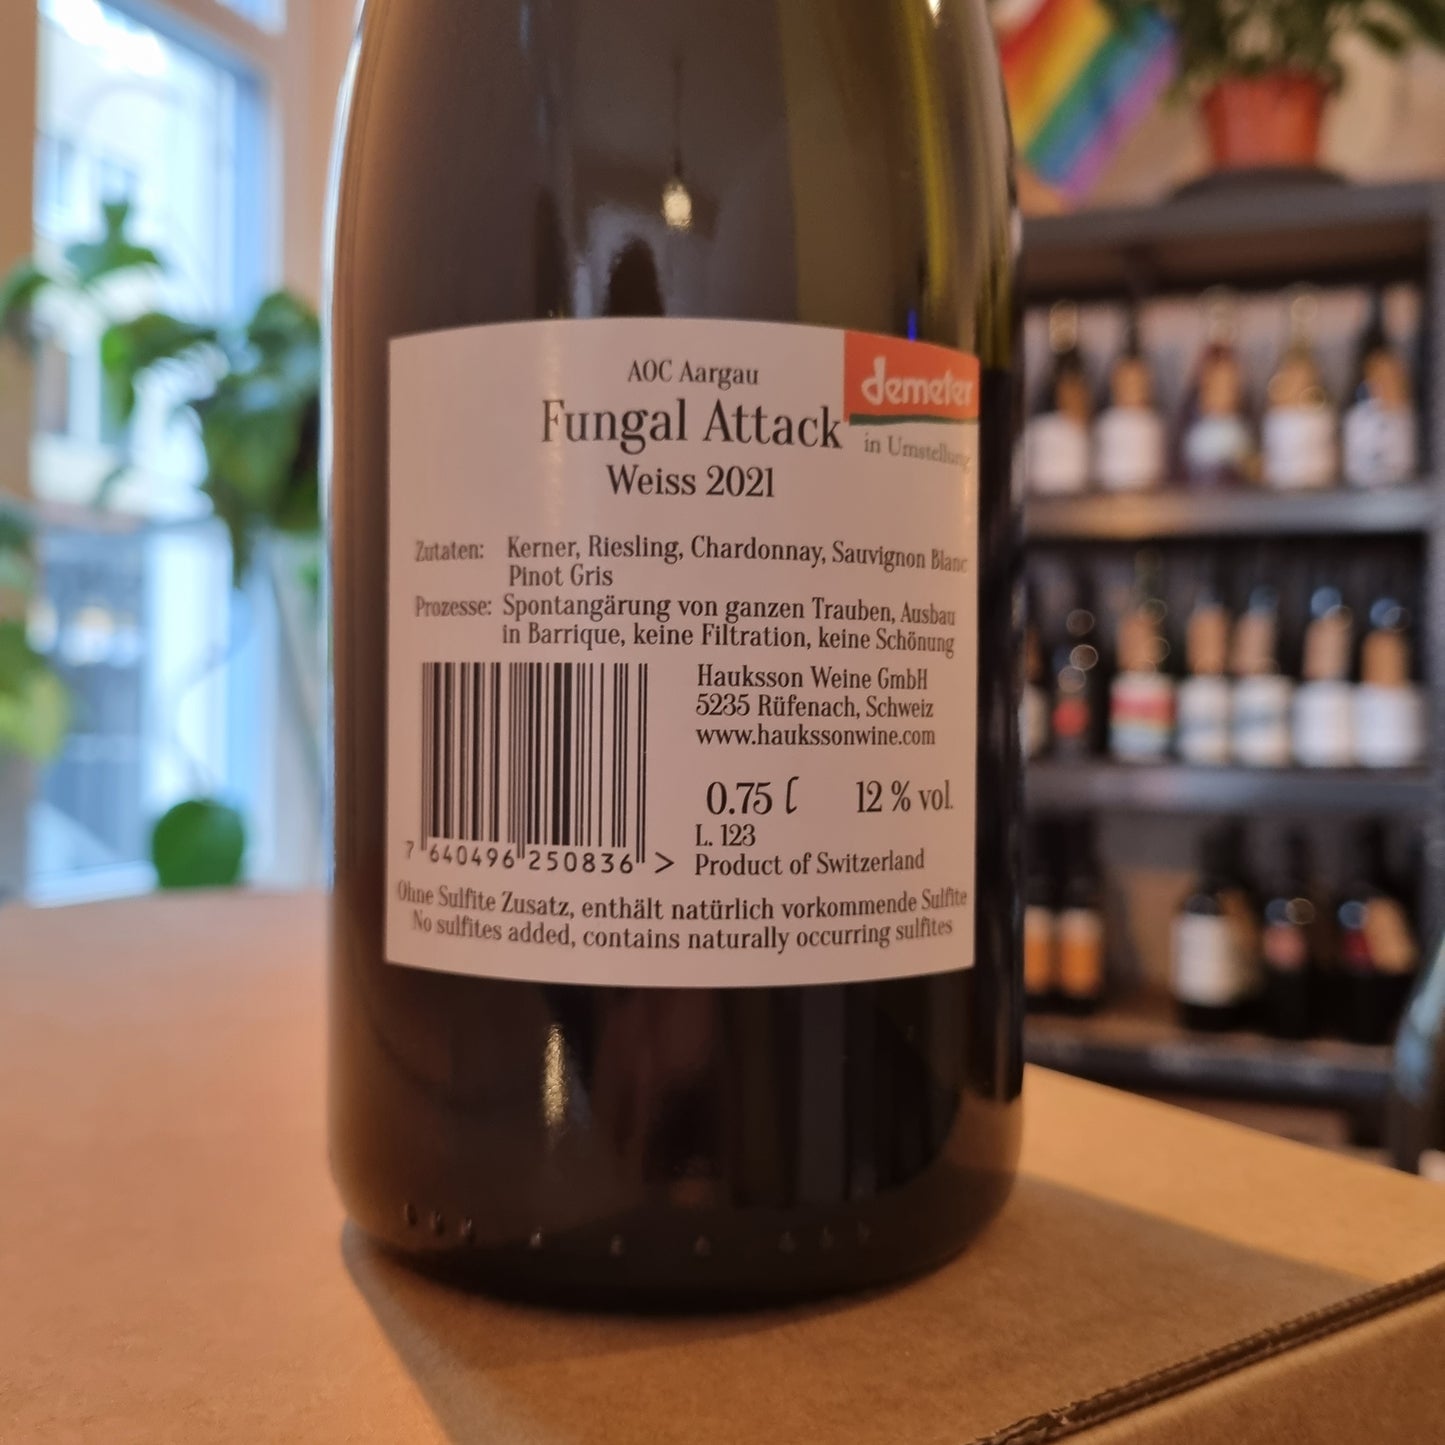 AOC Aargau
demeter
Fungal Attack
in Umstellung
Weiss 2021
Zutaten: Kerner, Riesling, Chardonnay, Sauvignon Blanc
Pinot Gris
Prozesse: Spontangärung von ganzen Trauben, Ausbau
in Barrique, keine Filtration, keine Schönung
Hauksson Weine GmbH
5235 Rüfenach, Schweiz
www.haukssonwine.com
0.75 l 12 % vol.
L. 123
7 640496 250836 > Product of Switzerland
Ohne Sulfite Zusatz, enthält natürlich vorkommende Sulfite
No sulfites added, contains naturally occurring sulfites